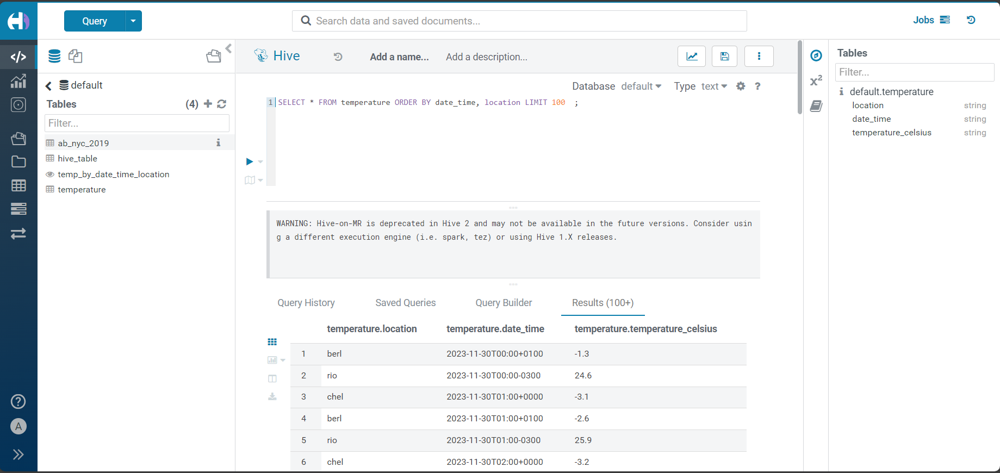 Query
Search data and saved documents...
Jobs
default
Tables (4)
Filter...
ab_nyc_2019
hive_table
temp_by_date_time_location
temperature
A
Hive
Add a name...
Add a description...
Database default Type text ?
1 SELECT * FROM temperature ORDER BY date_time, location LIMIT 100 ;
WARNING: Hive-on-MR is deprecated in Hive 2 and may not be available in the future versions. Consider usin
g a different execution engine (i.e. spark, tez) or using Hive 1.X releases.
Query History Saved Queries Query Builder Results (100+)
temperature.location temperature.date_time temperature.temperature_celsius
1 berl 2023-11-30T00:00+0100 -1.3
2 rio 2023-11-30T00:00-0300 24.6
3 chel 2023-11-30T01:00+0000 -3.1
4 berl 2023-11-30T01:00+0100 -2.6
5 rio 2023-11-30T01:00-0300 25.9
6 chel 2023-11-30T02:00+0000 -3.2
x²
Tables
Filter...
default.temperature
location string
date_time string
temperature_celsius string